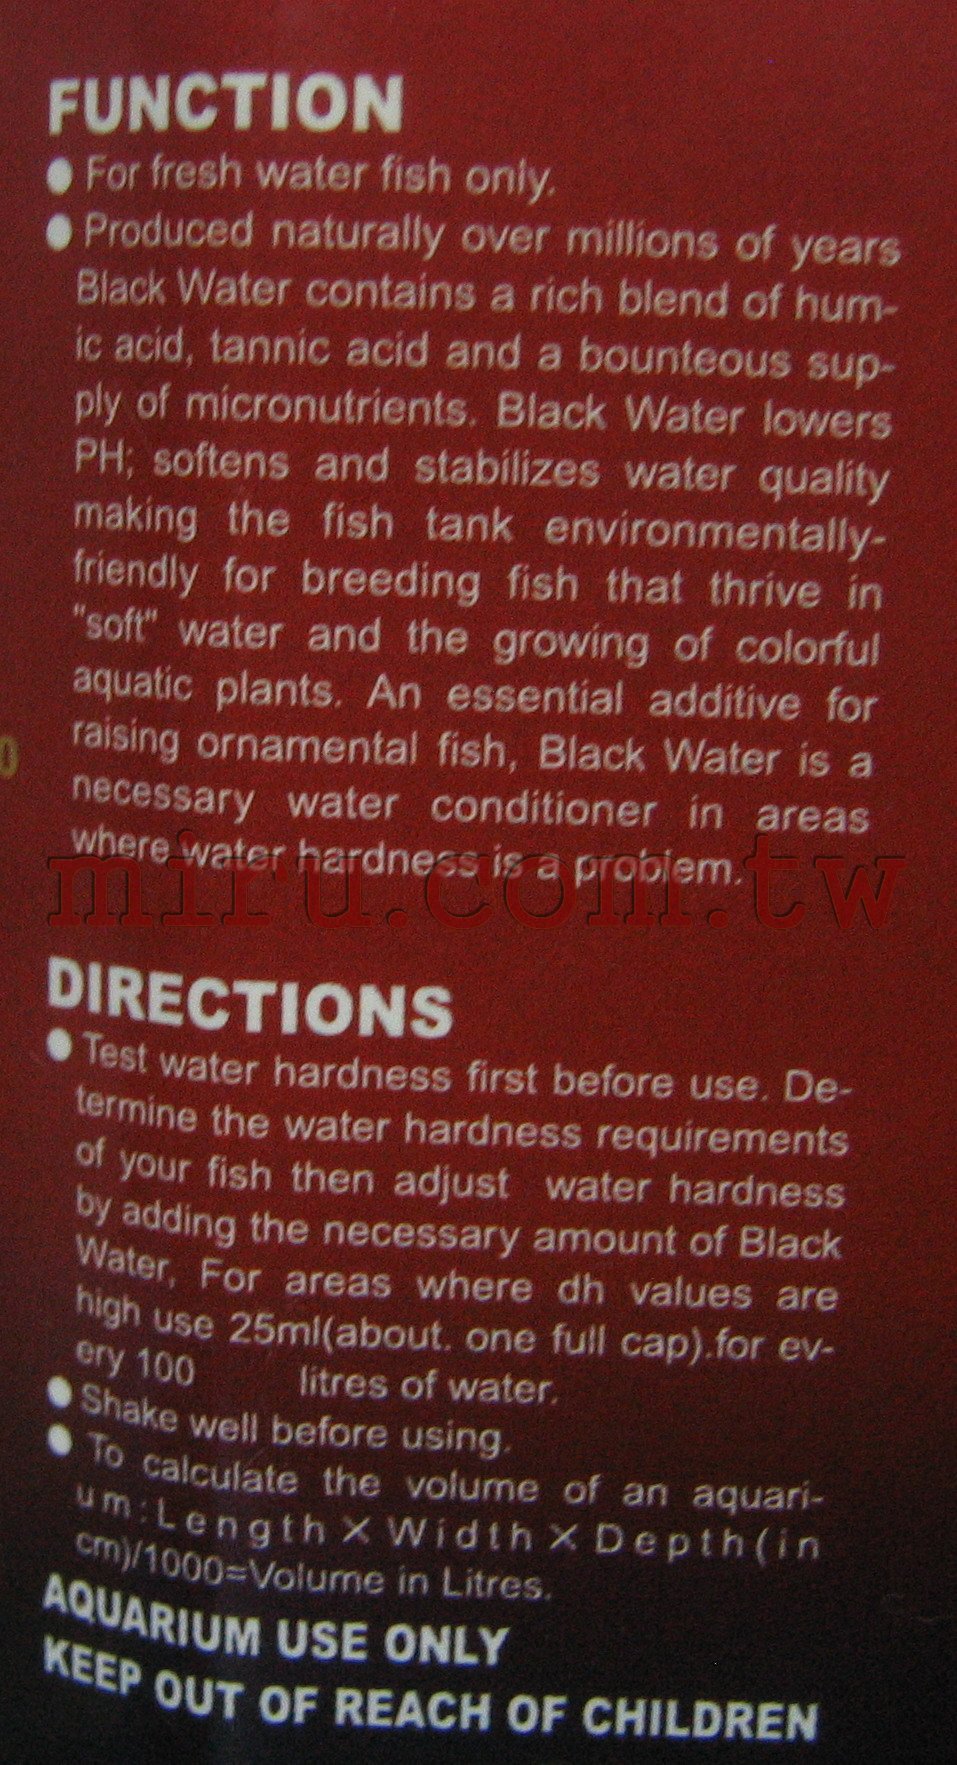 FUNCTION
● For fresh water fish only.
● Produced naturally over millions of years
Black Water contains a rich blend of hum-
ic acid, tannic acid and a bounteous sup-
ply of micronutrients. Black Water lowers
PH; softens and stabilizes water quality
making the fish tank environmentally-
friendly for breeding fish that thrive in
"soft" water and the growing of colorful
aquatic plants. An essential additive for
raising ornamental fish, Black Water is a
0
necessary water conditioner in areas
where water hardness is a problem.
miru.com.tw
DIRECTIONS
● Test water hardness first before use. De-
termine the water hardness requirements
of your fish then adjust water hardness
by adding the necessary amount of Black
Water, For areas where dh values are
high use 25ml(about. one full cap).for ev-
ery 100 litres of water.
● Shake well before using.
● To calculate the volume of an aquari-
um:Length X Width X Depth(in
cm)/1000=Volume in Litres.
AQUARIUM USE ONLY
KEEP OUT OF REACH OF CHILDREN